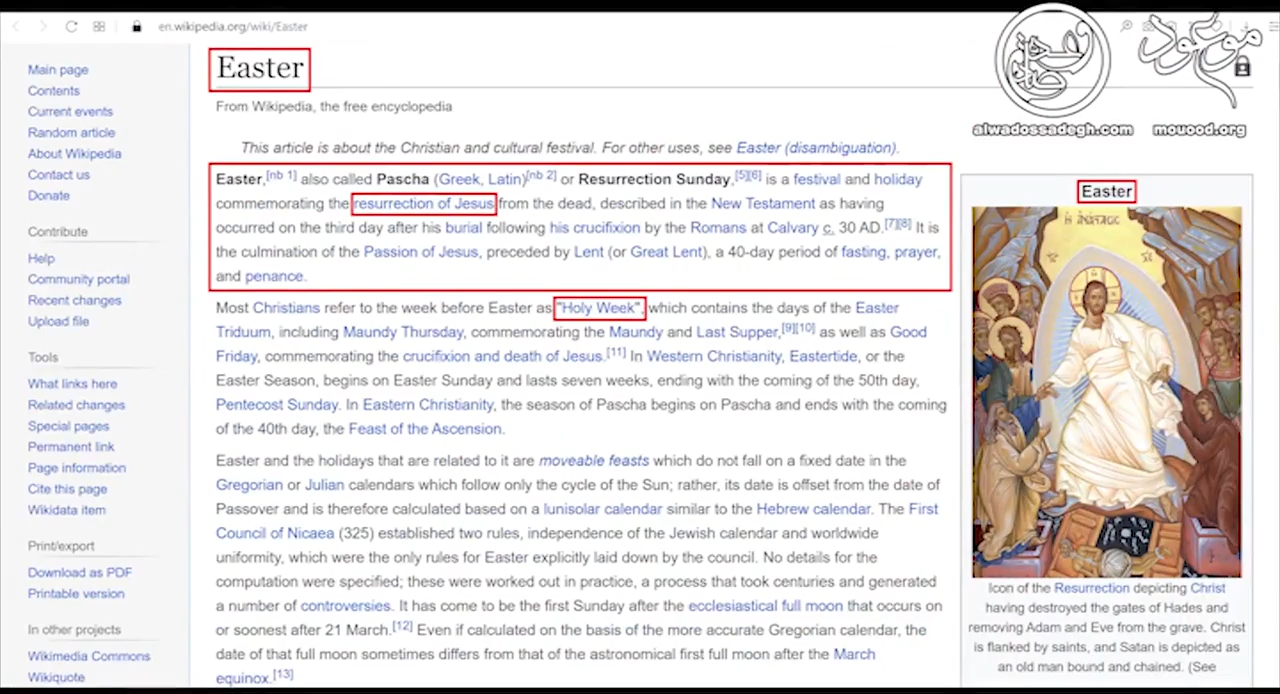 en.wikipedia.org/wiki/Easter
موعود
alwadossadegh.com
mouood.org
Main page
Contents
Current events
Random article
About Wikipedia
Contact us
Donate
Contribute
Help
Community portal
Recent changes
Upload file
Tools
What links here
Related changes
Special pages
Permanent link
Page information
Cite this page
Wikidata item
Print/export
Download as PDF
Printable version
In other projects
Wikimedia Commons
Wikiquote
Easter
From Wikipedia, the free encyclopedia
This article is about the Christian and cultural festival. For other uses, see Easter (disambiguation).
Easter,[nb 1] also called Pascha (Greek, Latin)[nb 2] or Resurrection Sunday,[5][6] is a festival and holiday
commemorating the resurrection of Jesus from the dead, described in the New Testament as having
occurred on the third day after his burial following his crucifixion by the Romans at Calvary c. 30 AD.[7][8] It is
the culmination of the Passion of Jesus, preceded by Lent (or Great Lent), a 40-day period of fasting, prayer,
and penance.
Most Christians refer to the week before Easter as "Holy Week", which contains the days of the Easter
Triduum, including Maundy Thursday, commemorating the Maundy and Last Supper,[9][10] as well as Good
Friday, commemorating the crucifixion and death of Jesus.[11] In Western Christianity, Eastertide, or the
Easter Season, begins on Easter Sunday and lasts seven weeks, ending with the coming of the 50th day,
Pentecost Sunday. In Eastern Christianity, the season of Pascha begins on Pascha and ends with the coming
of the 40th day, the Feast of the Ascension.
Easter and the holidays that are related to it are moveable feasts which do not fall on a fixed date in the
Gregorian or Julian calendars which follow only the cycle of the Sun; rather, its date is offset from the date of
Passover and is therefore calculated based on a lunisolar calendar similar to the Hebrew calendar. The First
Council of Nicaea (325) established two rules, independence of the Jewish calendar and worldwide
uniformity, which were the only rules for Easter explicitly laid down by the council. No details for the
computation were specified; these were worked out in practice, a process that took centuries and generated
a number of controversies. It has come to be the first Sunday after the ecclesiastical full moon that occurs on
or soonest after 21 March.[12] Even if calculated on the basis of the more accurate Gregorian calendar, the
date of that full moon sometimes differs from that of the astronomical first full moon after the March
equinox.[13]
Easter
Icon of the Resurrection depicting Christ
having destroyed the gates of Hades and
removing Adam and Eve from the grave. Christ
is flanked by saints, and Satan is depicted as
an old man bound and chained. (See